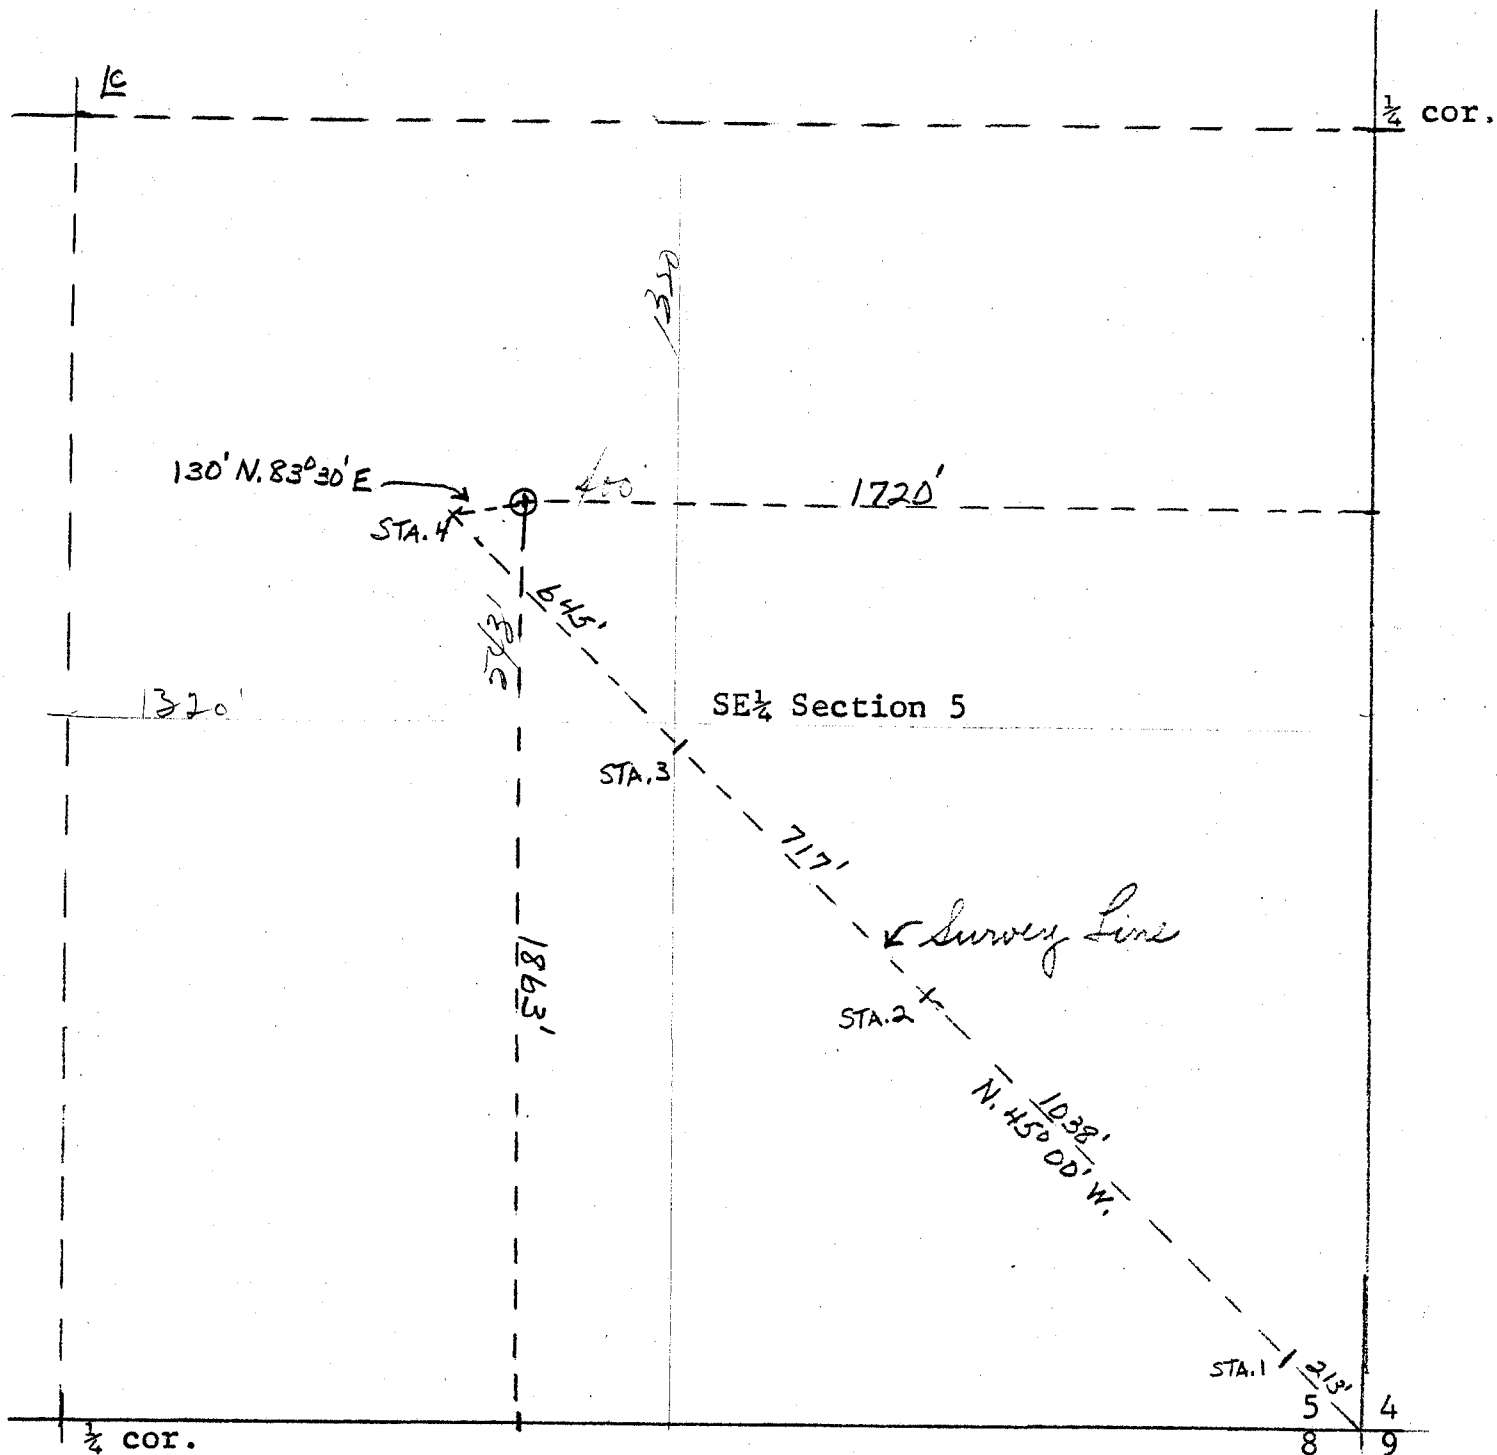 1C
¼ cor.
1320
130' N.83°30' E
400'
1720'
STA.4
645'
543'
1320'
SE¼ Section 5
STA.3
717'
Survey Line
1863'
STA.2
1038'
N. 45° 00' W.
STA.1
213'
5 4
¼ cor.
8 9